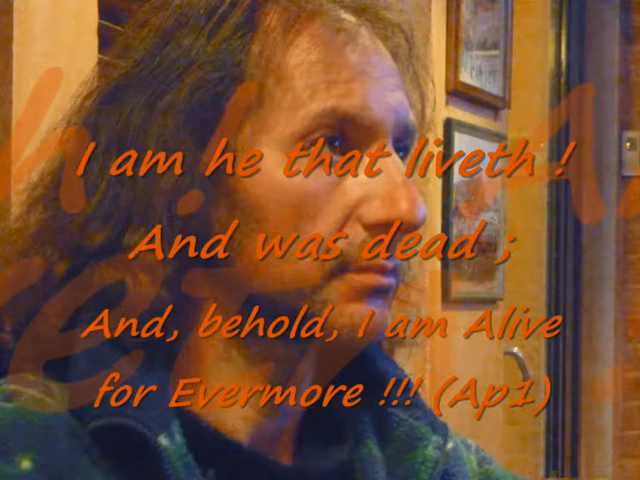 I am he that liveth !
And was dead ;
And, behold, I am Alive
for Evermore !!! (Ap1)